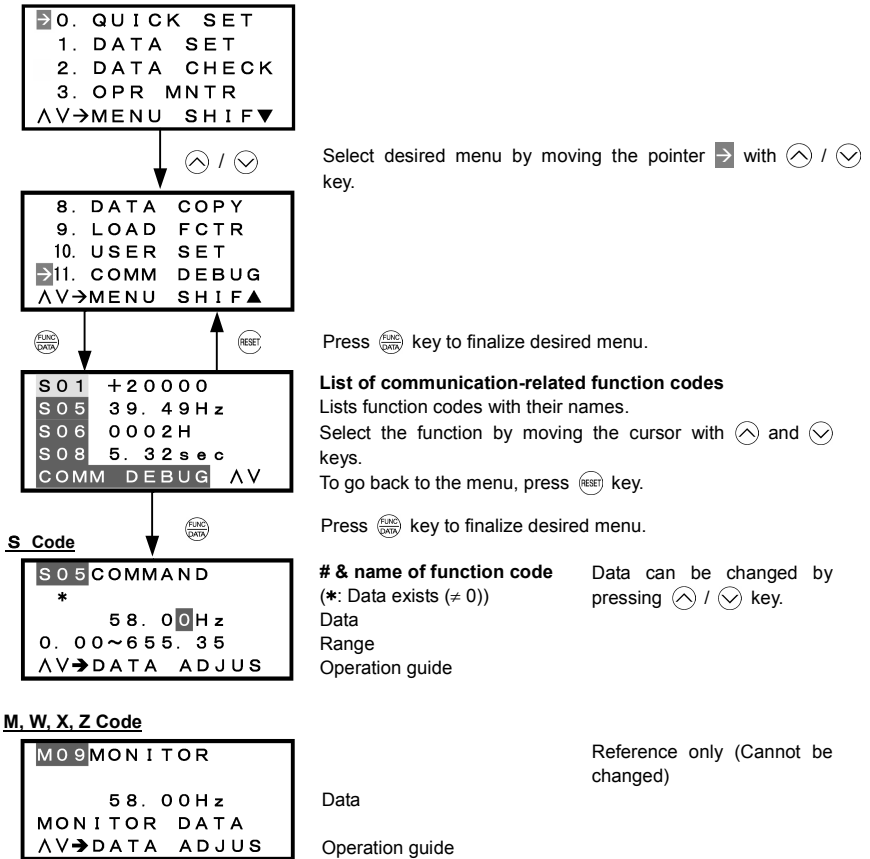 →0. QUICK SET
1. DATA SET
2. DATA CHECK
3. OPR MNTR
∧∨→MENU SHIF▼
∧ / ∨
Select desired menu by moving the pointer → with ∧ / ∨
key.
8. DATA COPY
9. LOAD FCTR
10. USER SET
→11. COMM DEBUG
∧∨→MENU SHIF▲
FUNC
DATA
RESET
Press FUNC DATA key to finalize desired menu.
S01 +20000
S05 39.49Hz
S06 0002H
S08 5.32sec
COMM DEBUG ∧∨
List of communication-related function codes
Lists function codes with their names.
Select the function by moving the cursor with ∧ and ∨
keys.
To go back to the menu, press RESET key.
FUNC
DATA
Press FUNC DATA key to finalize desired menu.
S Code
S05COMMAND
*
58.00Hz
0.00~655.35
∧∨→DATA ADJUS
# & name of function code
(*: Data exists (≠ 0))
Data
Range
Operation guide
Data can be changed by
pressing ∧ / ∨ key.
M, W, X, Z Code
M09MONITOR
58.00Hz
MONITOR DATA
∧∨→DATA ADJUS
Data
Operation guide
Reference only (Cannot be
changed)